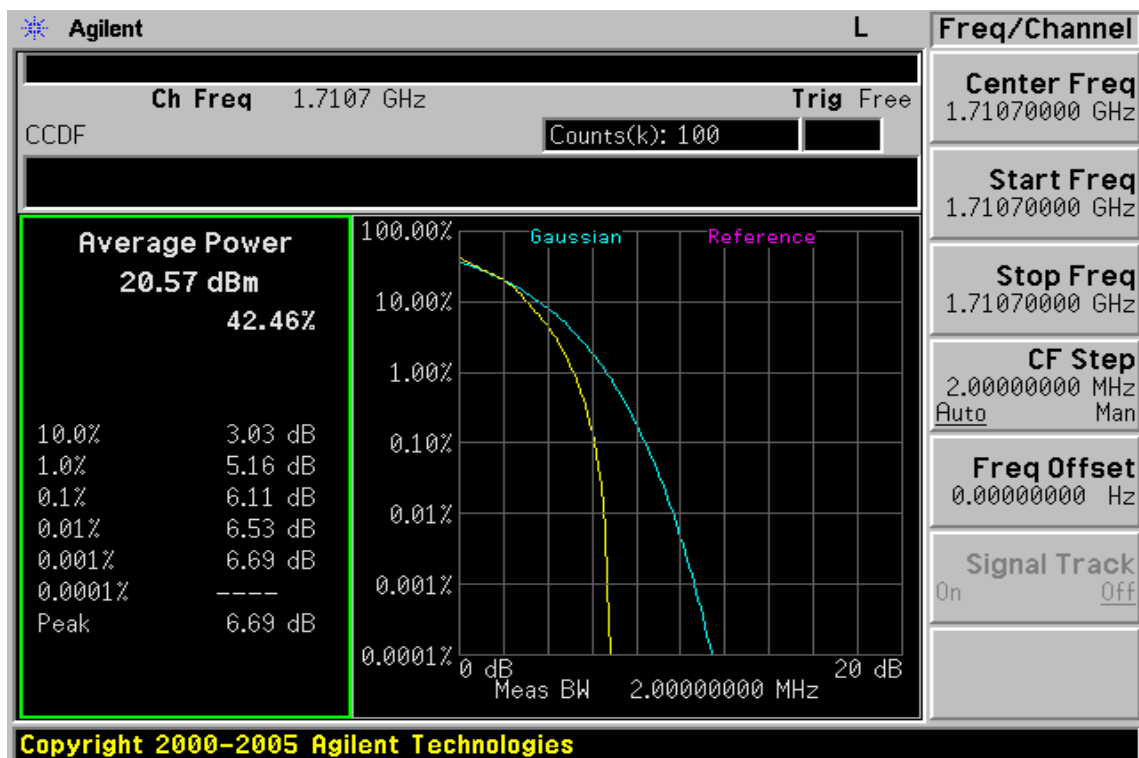 Agilent L Freq/Channel
Ch Freq 1.7107 GHz Trig Free
CCDF Counts(k): 100
Average Power
20.57 dBm
42.46%
10.0% 3.03 dB
1.0% 5.16 dB
0.1% 6.11 dB
0.01% 6.53 dB
0.001% 6.69 dB
0.0001% ----
Peak 6.69 dB
Gaussian Reference
100.00%
10.00%
1.00%
0.10%
0.01%
0.001%
0.0001%
0 dB 20 dB
Meas BW 2.00000000 MHz
Center Freq
1.71070000 GHz
Start Freq
1.71070000 GHz
Stop Freq
1.71070000 GHz
CF Step
2.00000000 MHz
Auto Man
Freq Offset
0.00000000 Hz
Signal Track
On Off
Copyright 2000-2005 Agilent Technologies